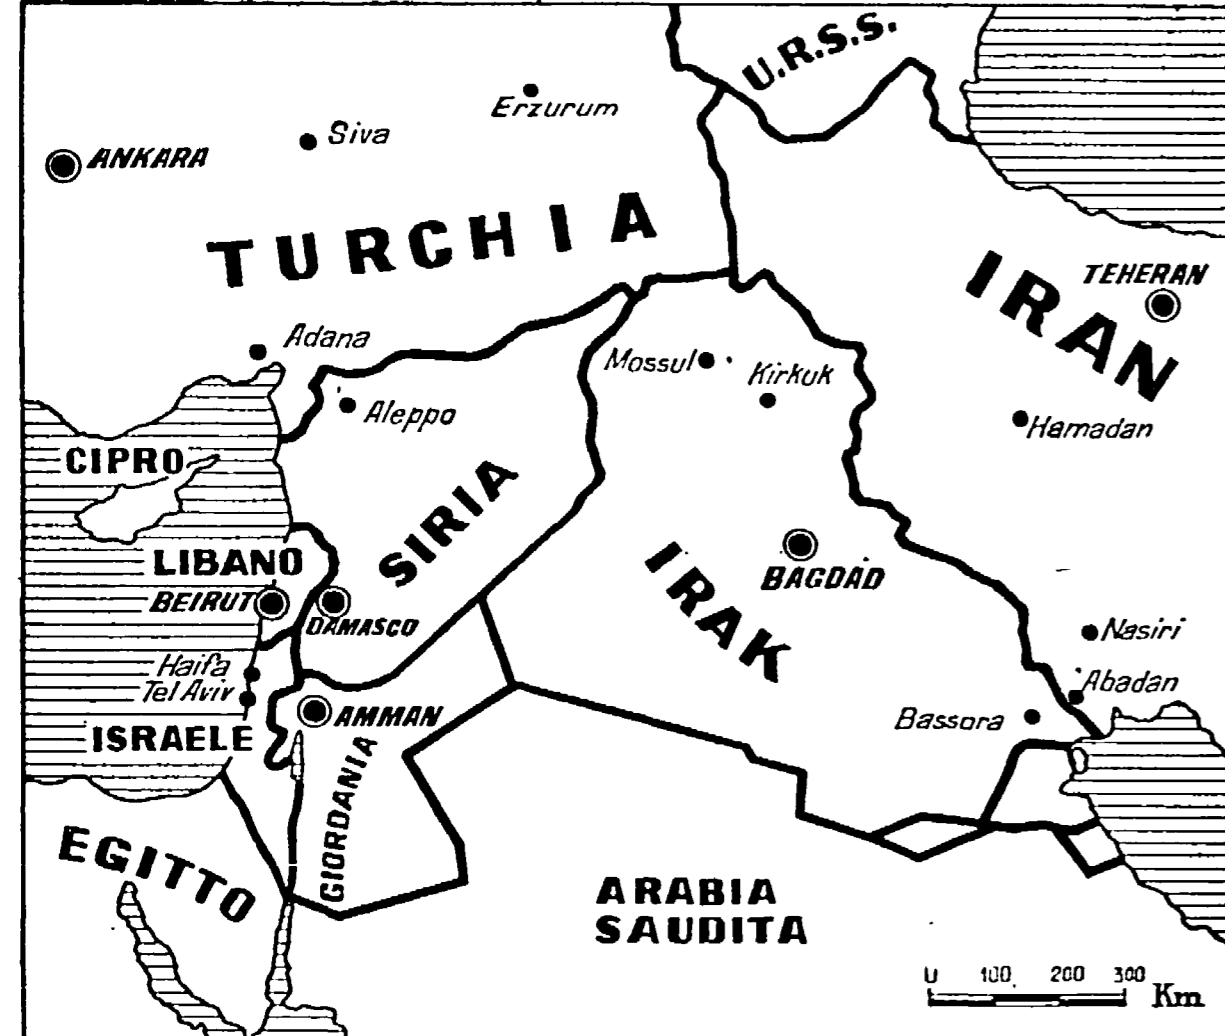 U.R.S.S.
Erzurum
Siva
ANKARA
TURCHIA
IRAN
TEHERAN
Adana
Mossul
Kirkuk
Aleppo
Hamadan
CIPRO
SIRIA
LIBANO
IRAK
BAGDAD
BEIRUT
DAMASCO
Nasiri
Haifa
Abadan
Tel Aviv
AMMAN
Bassora
ISRAELE
GIORDANIA
EGITTO
ARABIA
SAUDITA
0 100 200 300
Km